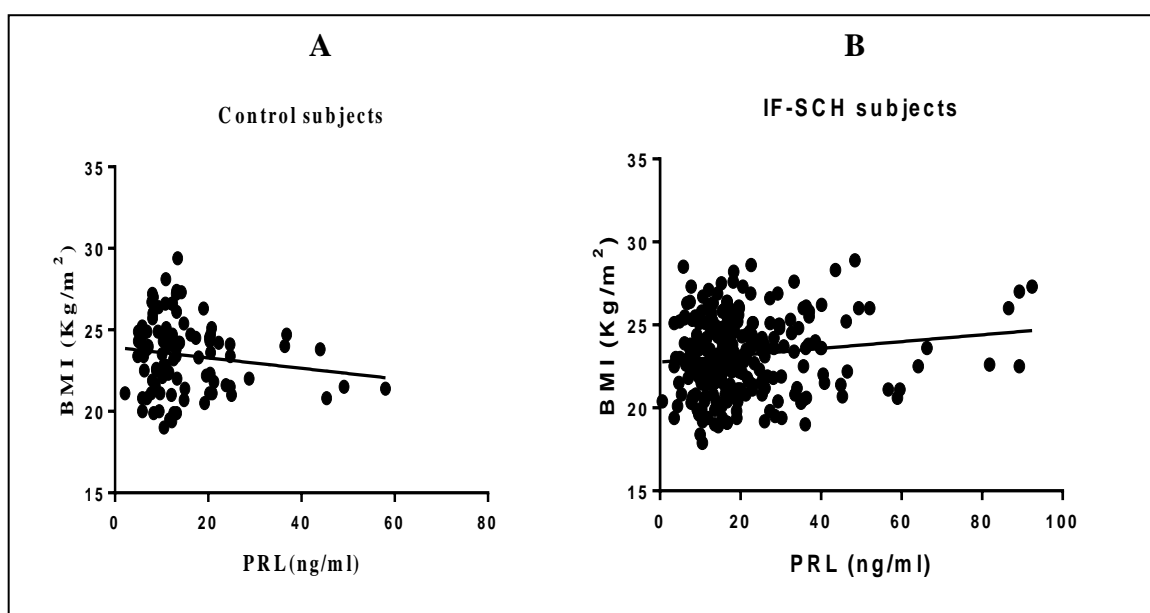 A
Control subjects
BMI (Kg/m²)
35
30
25
20
15
0 20 40 60 80
PRL(ng/ml)
B
IF-SCH subjects
BMI (Kg/m²)
35
30
25
20
15
0 20 40 60 80 100
PRL (ng/ml)